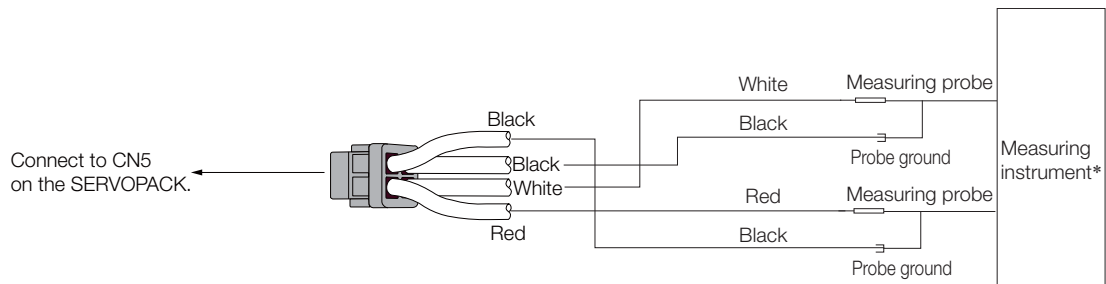 White
Measuring probe
Black
Black
Probe ground
Connect to CN5
on the SERVOPACK.
Black
White
Measuring
instrument*
Red
Measuring probe
Red
Black
Probe ground